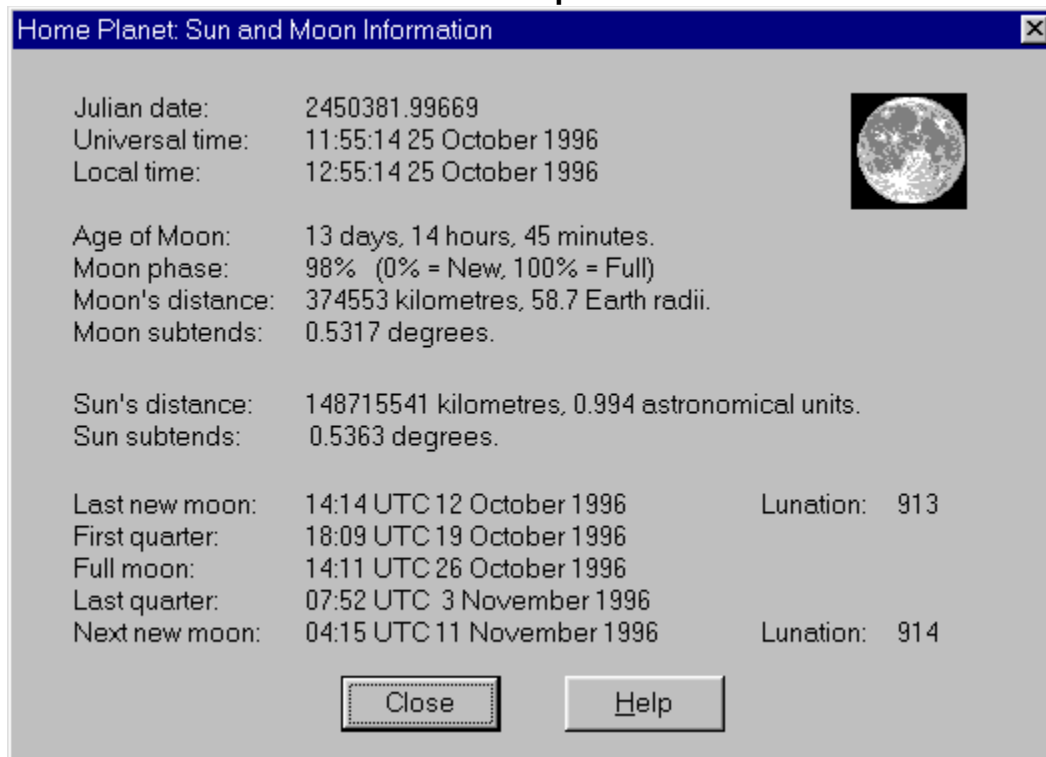 Home Planet: Sun and Moon Information
Julian date: 2450381.99669
Universal time: 11:55:14 25 October 1996
Local time: 12:55:14 25 October 1996
Age of Moon: 13 days, 14 hours, 45 minutes.
Moon phase: 98% (0% = New, 100% = Full)
Moon's distance: 374553 kilometres, 58.7 Earth radii.
Moon subtends: 0.5317 degrees.
Sun's distance: 148715541 kilometres, 0.994 astronomical units.
Sun subtends: 0.5363 degrees.
Last new moon: 14:14 UTC 12 October 1996 Lunation: 913
First quarter: 18:09 UTC 19 October 1996
Full moon: 14:11 UTC 26 October 1996
Last quarter: 07:52 UTC 3 November 1996
Next new moon: 04:15 UTC 11 November 1996 Lunation: 914
Close Help